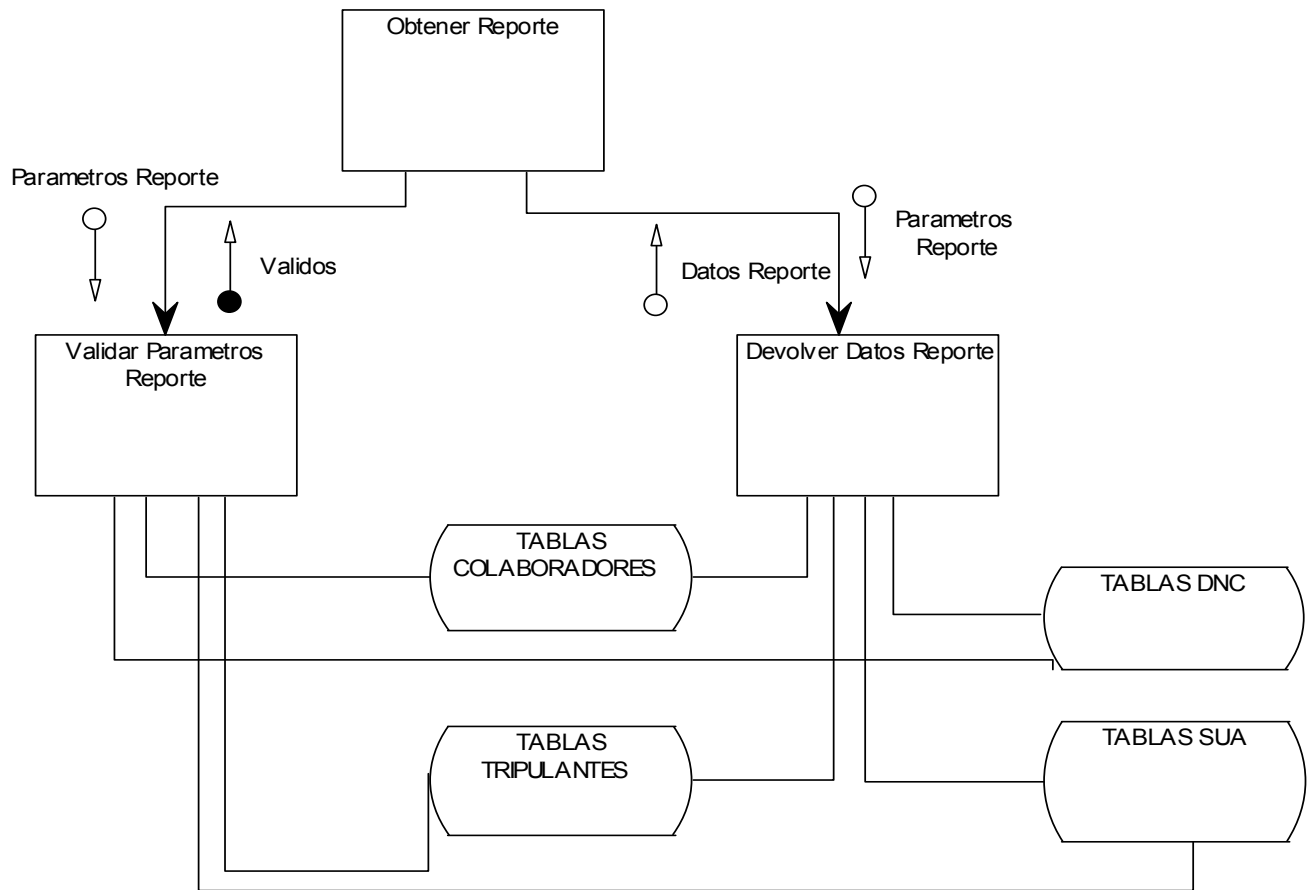 Obtener Reporte
Parametros Reporte
Validos
Datos Reporte
Parametros
Reporte
Validar Parametros
Reporte
Devolver Datos Reporte
TABLAS
COLABORADORES
TABLAS DNC
TABLAS
TRIPULANTES
TABLAS SUA